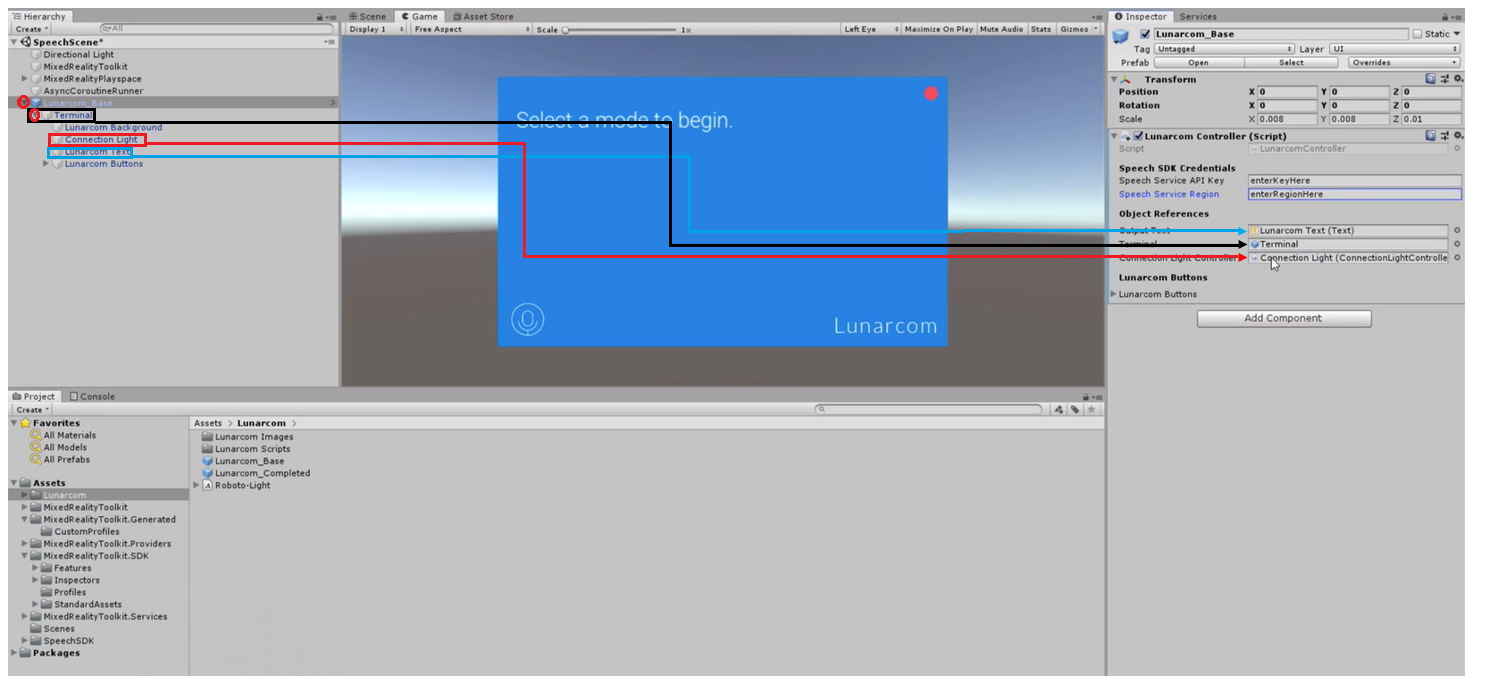 Hierarchy
Create
All
SpeechScene*
Directional Light
MixedRealityToolkit
MixedRealityPlayspace
AsyncCoroutineRunner
Lunarcom_Base
Terminal
Lunarcom Background
Connection Light
Lunarcom Text
Lunarcom Buttons
Scene Game Asset Store
Display 1 Free Aspect Scale 1x Left Eye Maximize On Play Mute Audio Stats Gizmos
Select a mode to begin.
Lunarcom
Inspector Services
Lunarcom_Base Static
Tag Untagged Layer UI
Prefab Open Select Overrides
Transform
Position X 0 Y 0 Z 0
Rotation X 0 Y 0 Z 0
Scale X 0.008 Y 0.008 Z 0.01
Lunarcom Controller (Script)
Script LunarcomController
Speech SDK Credentials
Speech Service API Key enterKeyHere
Speech Service Region enterRegionHere
Object References
Output Text Lunarcom Text (Text)
Terminal Terminal
Connection Light Controller Connection Light (ConnectionLightControlle
Lunarcom Buttons
Lunarcom Buttons
Add Component
Project Console
Create
Favorites
All Materials
All Models
All Prefabs
Assets
Lunarcom
MixedRealityToolkit
MixedRealityToolkit.Generated
CustomProfiles
MixedRealityToolkit.Providers
MixedRealityToolkit.SDK
Features
Inspectors
Profiles
StandardAssets
MixedRealityToolkit.Services
Scenes
SpeechSDK
Packages
Assets > Lunarcom >
Lunarcom Images
Lunarcom Scripts
Lunarcom_Base
Lunarcom_Completed
Roboto-Light